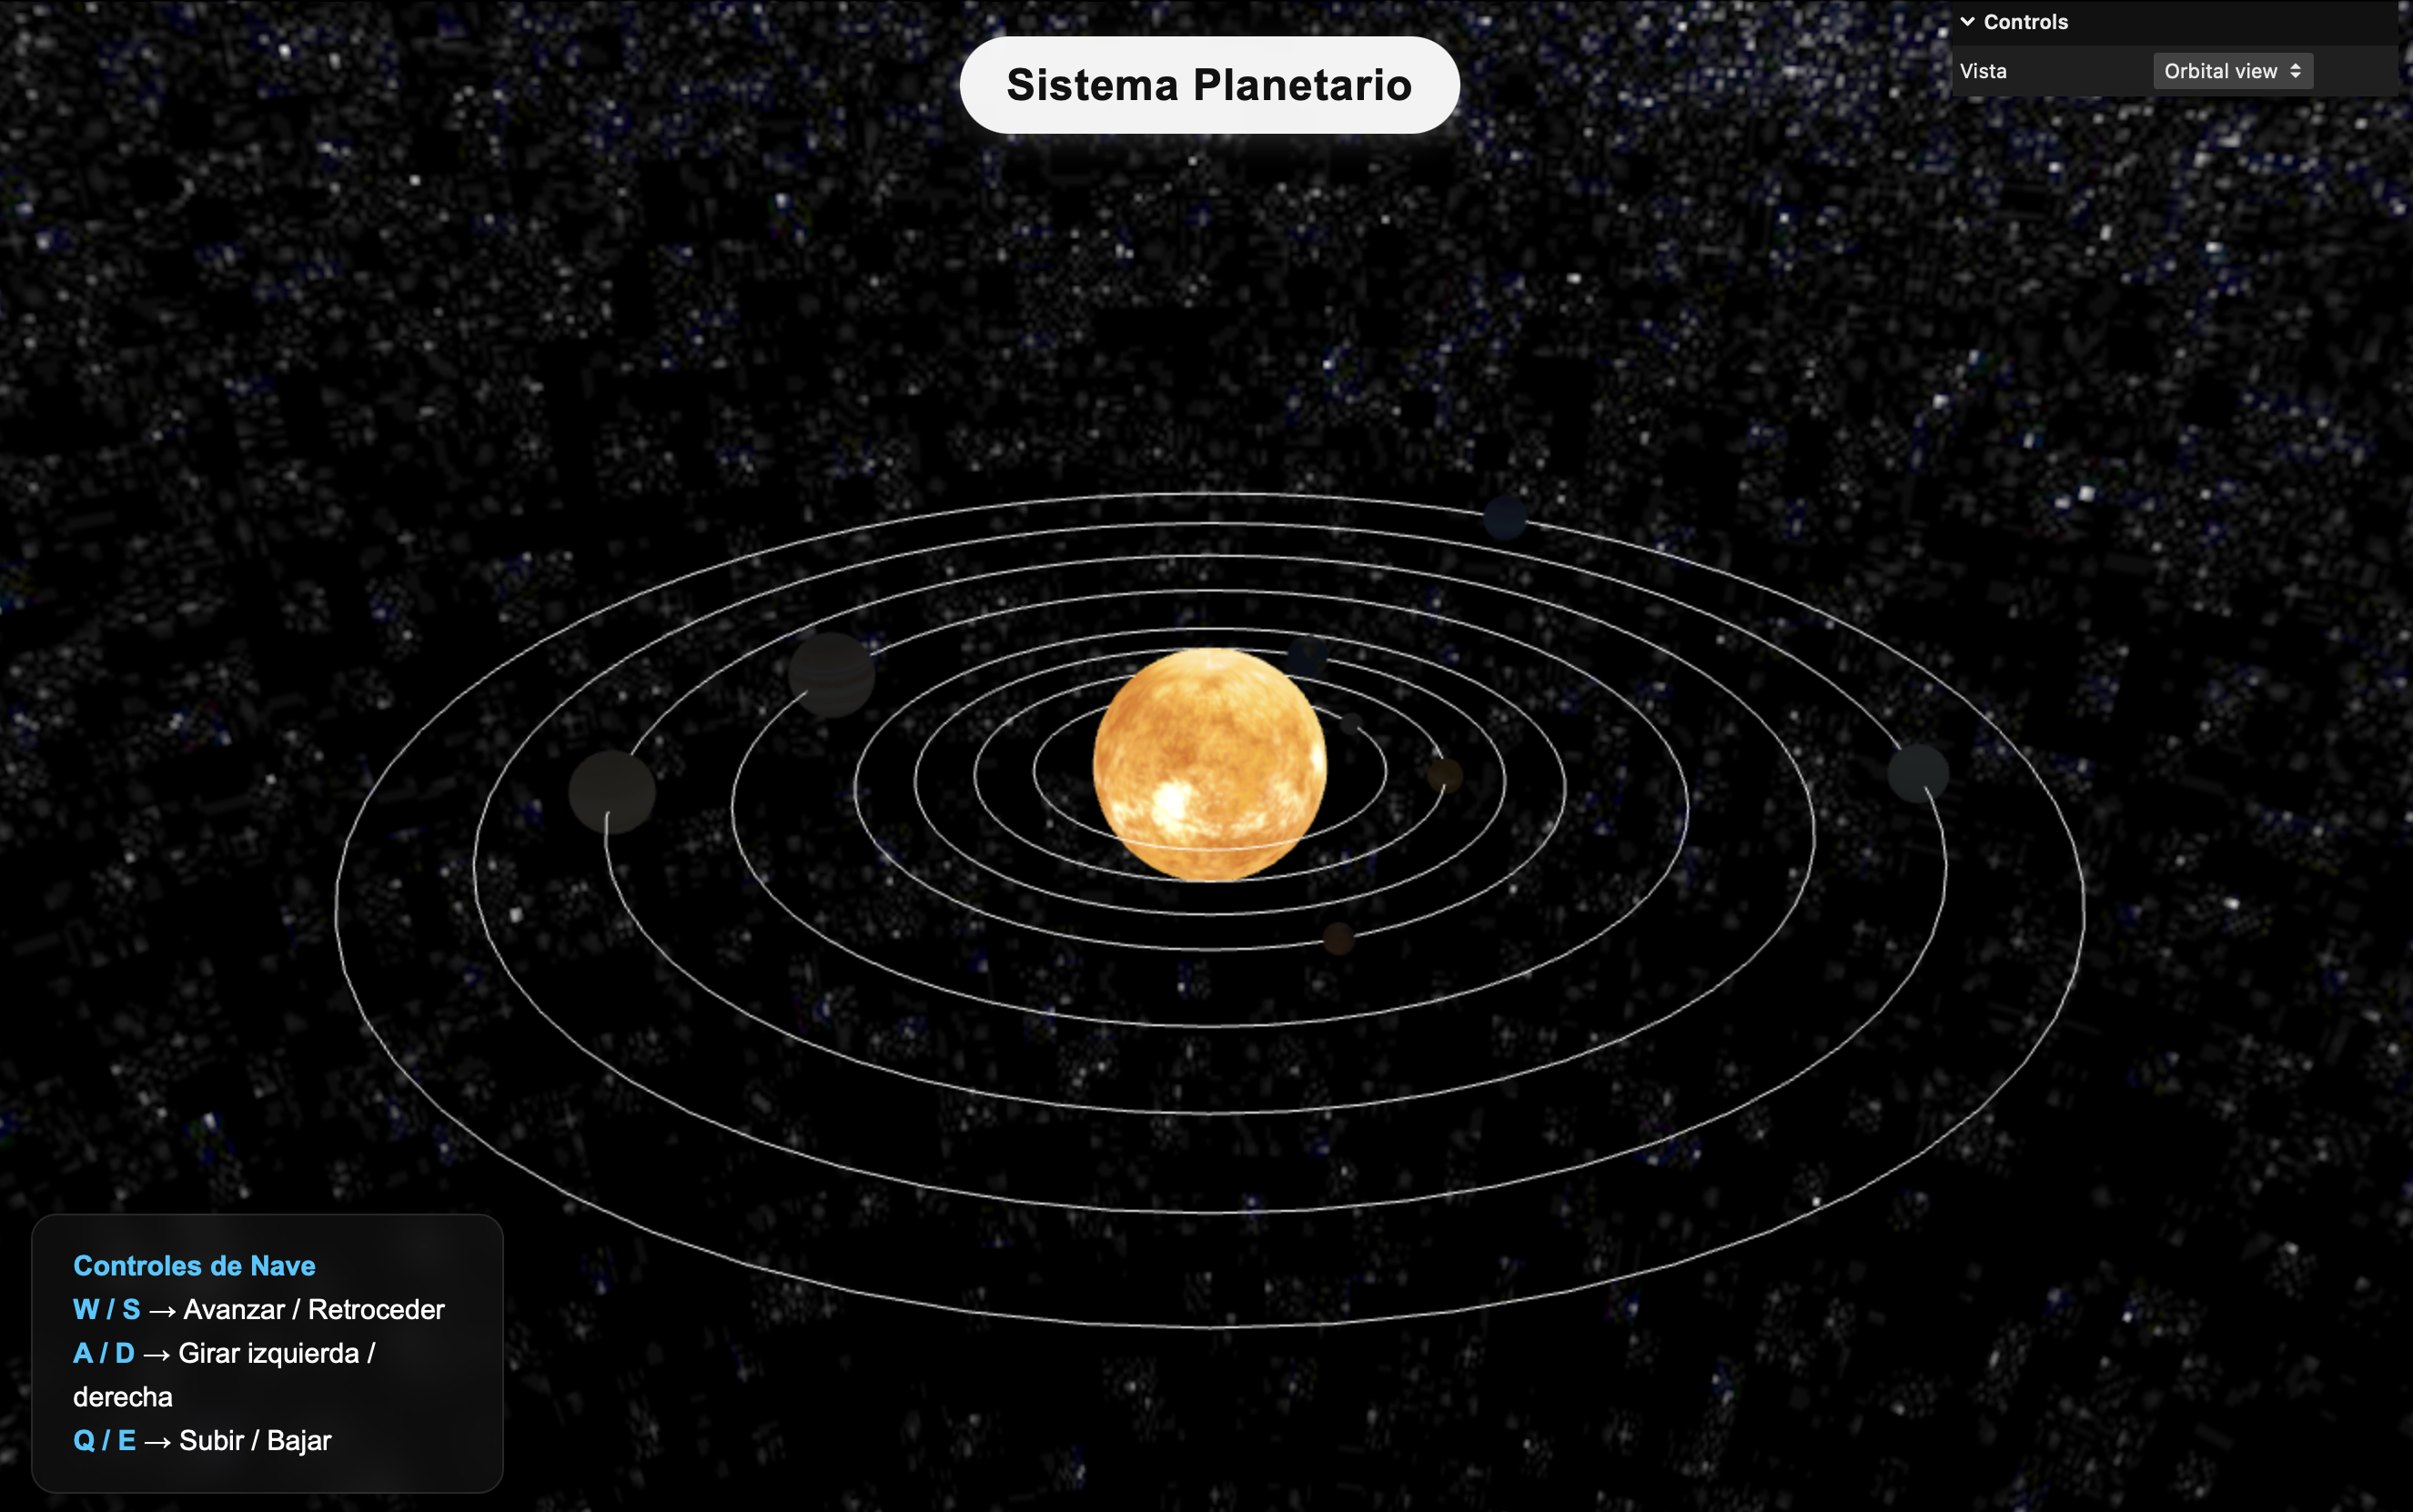 Sistema Planetario
Controls
Vista
Orbital view
Controles de Nave
W / S → Avanzar / Retroceder
A / D → Girar izquierda /
derecha
Q / E → Subir / Bajar